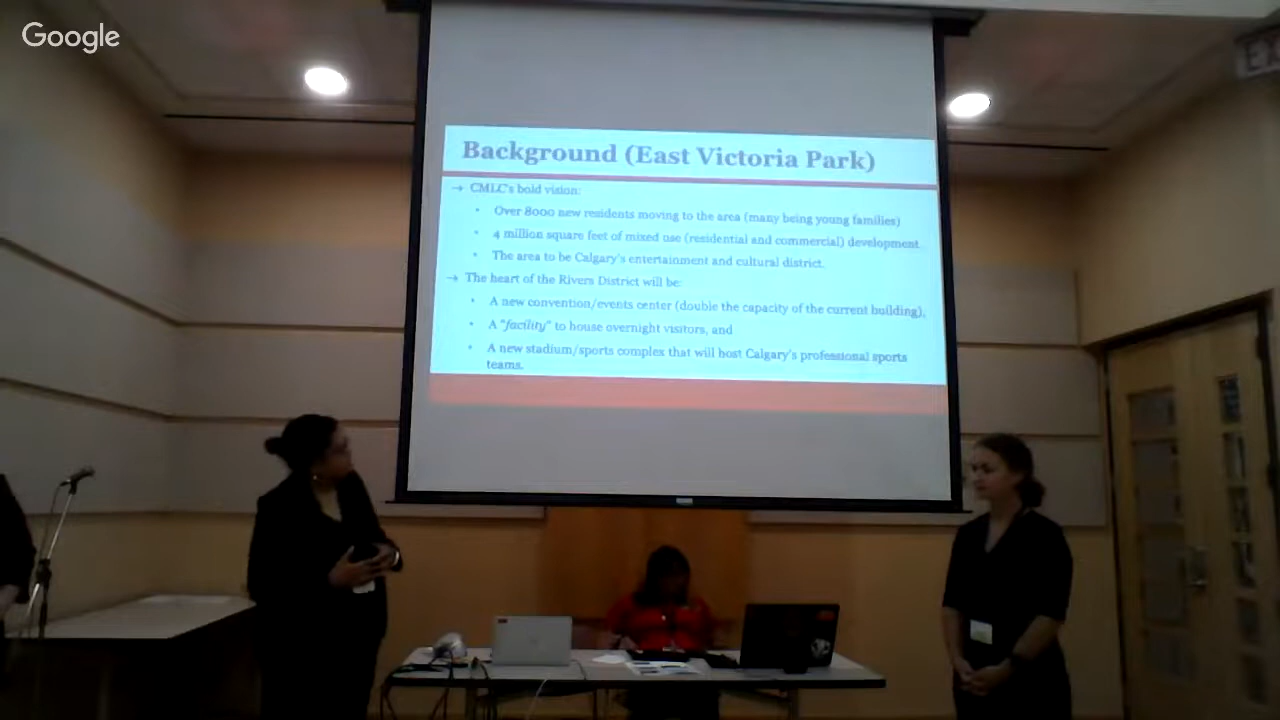 Google
EX
Background (East Victoria Park)
→ CMLC's bold vision:
• Over 8000 new residents moving to the area (many being young families)
• 4 million square feet of mixed use (residential and commercial) development.
• The area to be Calgary's entertainment and cultural district.
→ The heart of the Rivers District will be:
• A new convention/events center (double the capacity of the current building),
• A "facility" to house overnight visitors, and
• A new stadium/sports complex that will host Calgary's professional sports
teams.